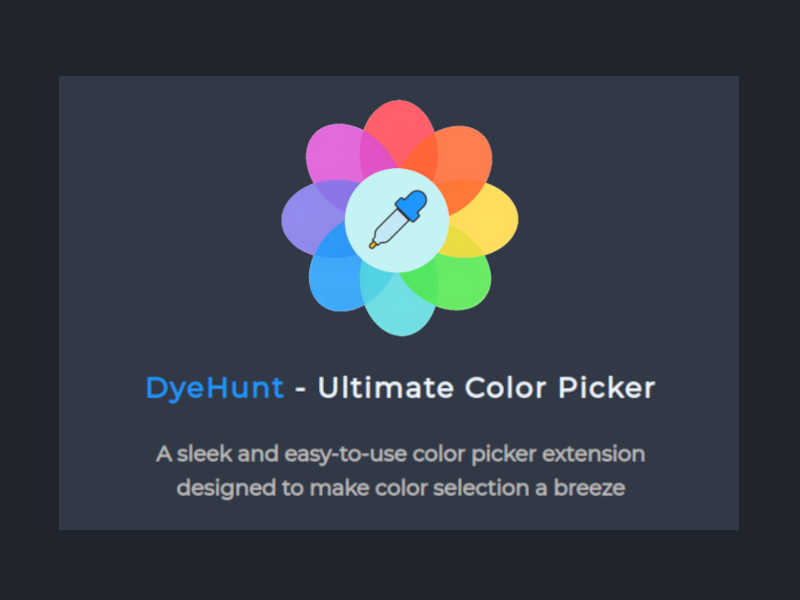 DyeHunt - Ultimate Color Picker
A sleek and easy-to-use color picker extension
designed to make color selection a breeze